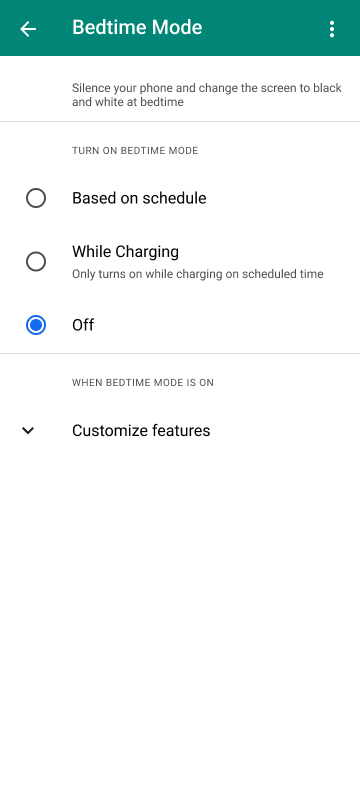 Bedtime Mode
Silence your phone and change the screen to black
and white at bedtime
TURN ON BEDTIME MODE
Based on schedule
While Charging
Only turns on while charging on scheduled time
Off
WHEN BEDTIME MODE IS ON
Customize features